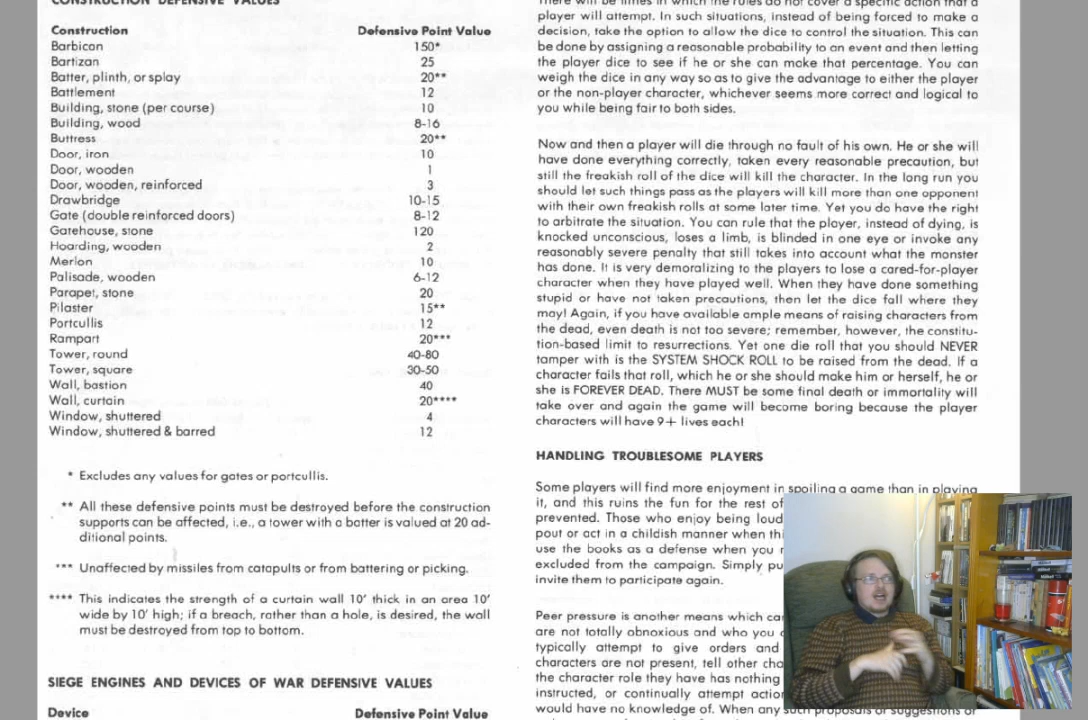 CONSTRUCTION DEFENSIVE VALUES
Construction Defensive Point Value
Barbicon 150*
Bartizan 25
Batter, plinth, or splay 20**
Battlement 12
Building, stone (per course) 10
Building, wood 8-16
Buttress 20**
Door, iron 10
Door, wooden 1
Door, wooden, reinforced 3
Drawbridge 10-15
Gate (double reinforced doors) 8-12
Gatehouse, stone 120
Hoarding, wooden 2
Merlon 10
Palisade, wooden 6-12
Parapet, stone 20
Pilaster 15**
Portcullis 12
Rampart 20***
Tower, round 40-80
Tower, square 30-50
Wall, bastion 40
Wall, curtain 20****
Window, shuttered 4
Window, shuttered & barred 12
* Excludes any values for gates or portcullis.
** All these defensive points must be destroyed before the construction
supports can be affected, i.e., a tower with a batter is valued at 20 ad-
ditional points.
*** Unaffected by missiles from catapults or from battering or picking.
**** This indicates the strength of a curtain wall 10' thick in an area 10'
wide by 10' high; if a breach, rather than a hole, is desired, the wall
must be destroyed from top to bottom.
SIEGE ENGINES AND DEVICES OF WAR DEFENSIVE VALUES
Device Defensive Point Value
There will be times in which the rules do not cover a specific action that a
player will attempt. In such situations, instead of being forced to make a
decision, take the option to allow the dice to control the situation. This can
be done by assigning a reasonable probability to an event and then letting
the player dice to see if he or she can make that percentage. You can
weigh the dice in any way so as to give the advantage to either the player
or the non-player character, whichever seems more correct and logical to
you while being fair to both sides.
Now and then a player will die through no fault of his own. He or she will
have done everything correctly, taken every reasonable precaution, but
still the freakish roll of the dice will kill the character. In the long run you
should let such things pass as the players will kill more than one opponent
with their own freakish rolls at some later time. Yet you do have the right
to arbitrate the situation. You can rule that the player, instead of dying, is
knocked unconscious, loses a limb, is blinded in one eye or invoke any
reasonably severe penalty that still takes into account what the monster
has done. It is very demoralizing to the players to lose a cared-for-player
character when they have played well. When they have done something
stupid or have not taken precautions, then let the dice fall where they
may! Again, if you have available ample means of raising characters from
the dead, even death is not too severe; remember, however, the constitu-
tion-based limit to resurrections. Yet one die roll that you should NEVER
tamper with is the SYSTEM SHOCK ROLL to be raised from the dead. If a
character fails that roll, which he or she should make him or herself, he or
she is FOREVER DEAD. There MUST be some final death or immortality will
take over and again the game will become boring because the player
characters will have 9+ lives each!
HANDLING TROUBLESOME PLAYERS
Some players will find more enjoyment in spoiling a game than in playing
it, and this ruins the fun for the rest of
prevented. Those who enjoy being loud
pout or act in a childish manner when
use the books as a defense when you
excluded from the campaign. Simply
invite them to participate again.
Peer pressure is another means which
are not totally obnoxious and who you
typically attempt to give orders and
characters are not present, tell other
the character role they have has nothing
instructed, or continually attempt
would have no knowledge of. When any such proposals or suggestions or